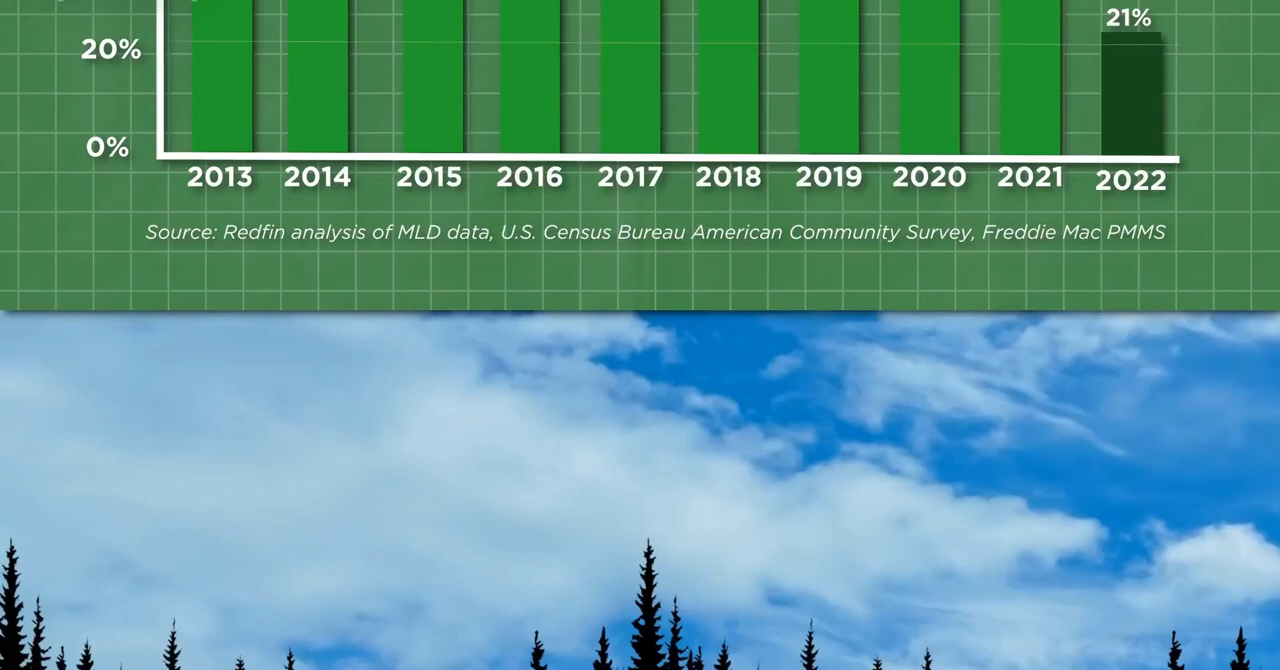 21%
20%
0%
2013 2014 2015 2016 2017 2018 2019 2020 2021 2022
Source: Redfin analysis of MLD data, U.S. Census Bureau American Community Survey, Freddie Mac PMMS